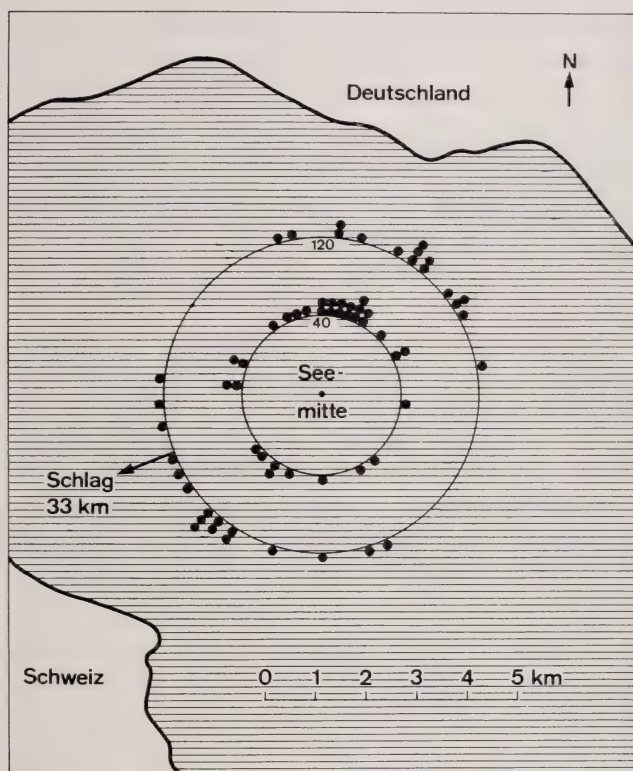 N
Deutschland
120
40
See-
mitte
Schlag
33 km
Schweiz
0 1 2 3 4 5 km